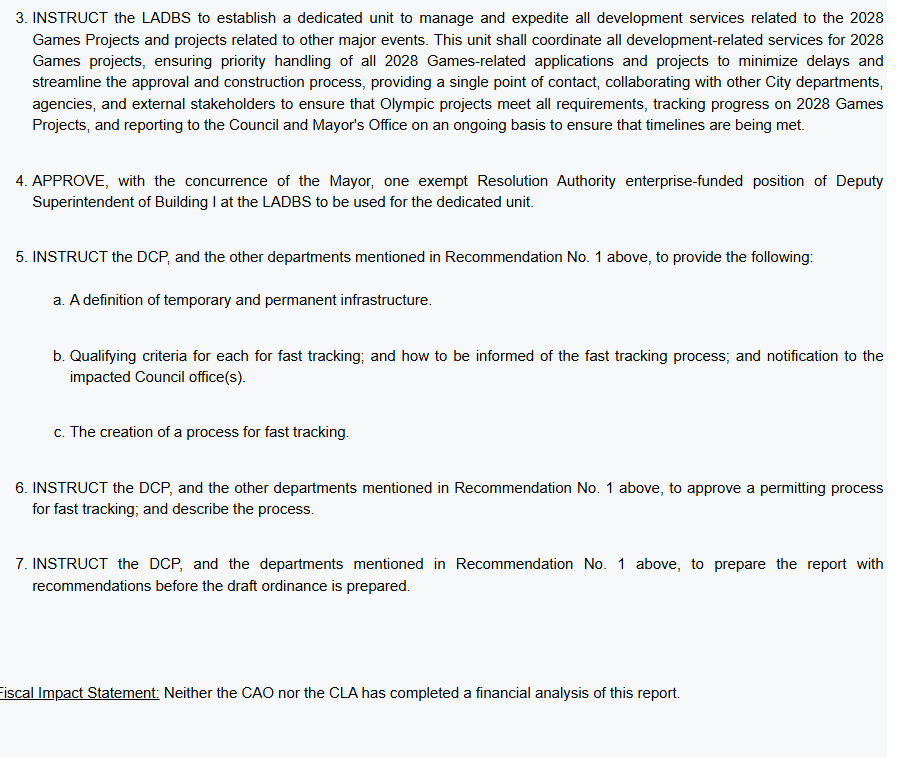 3. INSTRUCT the LADBS to establish a dedicated unit to manage and expedite all development services related to the 2028
Games Projects and projects related to other major events. This unit shall coordinate all development-related services for 2028
Games projects, ensuring priority handling of all 2028 Games-related applications and projects to minimize delays and
streamline the approval and construction process, providing a single point of contact, collaborating with other City departments,
agencies, and external stakeholders to ensure that Olympic projects meet all requirements, tracking progress on 2028 Games
Projects, and reporting to the Council and Mayor's Office on an ongoing basis to ensure that timelines are being met.
4. APPROVE, with the concurrence of the Mayor, one exempt Resolution Authority enterprise-funded position of Deputy
Superintendent of Building I at the LADBS to be used for the dedicated unit.
5. INSTRUCT the DCP, and the other departments mentioned in Recommendation No. 1 above, to provide the following:
a. A definition of temporary and permanent infrastructure.
b. Qualifying criteria for each for fast tracking; and how to be informed of the fast tracking process; and notification to the
impacted Council office(s).
c. The creation of a process for fast tracking.
6. INSTRUCT the DCP, and the other departments mentioned in Recommendation No. 1 above, to approve a permitting process
for fast tracking; and describe the process.
7. INSTRUCT the DCP, and the departments mentioned in Recommendation No. 1 above, to prepare the report with
recommendations before the draft ordinance is prepared.
Fiscal Impact Statement: Neither the CAO nor the CLA has completed a financial analysis of this report.